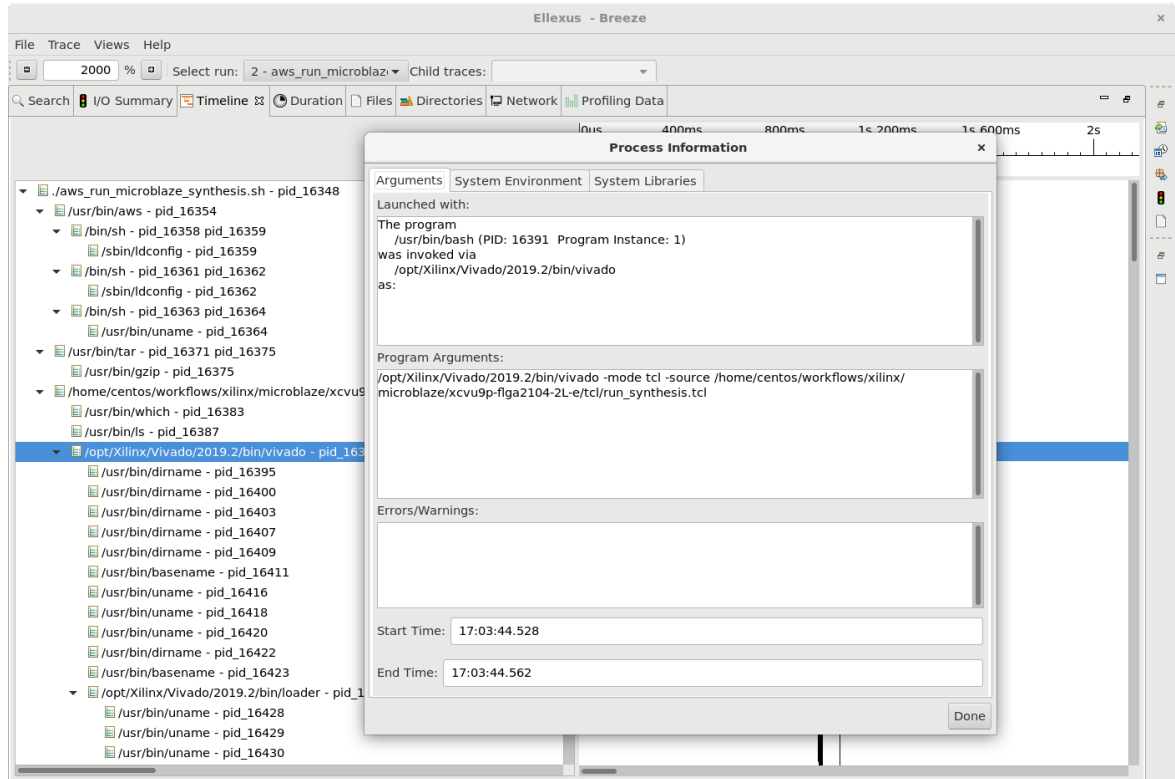 Ellexus - Breeze
File Trace Views Help
2000 % Select run: 2 - aws_run_microblaz Child traces:
Search I/O Summary Timeline Duration Files Directories Network Profiling Data
0us 400ms 800ms 1s 200ms 1s 600ms 2s
./aws_run_microblaze_synthesis.sh - pid_16348
/usr/bin/aws - pid_16354
/bin/sh - pid_16358 pid_16359
/sbin/ldconfig - pid_16359
/bin/sh - pid_16361 pid_16362
/sbin/ldconfig - pid_16362
/bin/sh - pid_16363 pid_16364
/usr/bin/uname - pid_16364
/usr/bin/tar - pid_16371 pid_16375
/usr/bin/gzip - pid_16375
/home/centos/workflows/xilinx/microblaze/xcvu9
/usr/bin/which - pid_16383
/usr/bin/ls - pid_16387
/opt/Xilinx/Vivado/2019.2/bin/vivado - pid_163
/usr/bin/dirname - pid_16395
/usr/bin/dirname - pid_16400
/usr/bin/dirname - pid_16403
/usr/bin/dirname - pid_16407
/usr/bin/dirname - pid_16409
/usr/bin/basename - pid_16411
/usr/bin/uname - pid_16416
/usr/bin/uname - pid_16418
/usr/bin/uname - pid_16420
/usr/bin/dirname - pid_16422
/usr/bin/basename - pid_16423
/opt/Xilinx/Vivado/2019.2/bin/loader - pid_1
/usr/bin/uname - pid_16428
/usr/bin/uname - pid_16429
/usr/bin/uname - pid_16430
Process Information
Arguments System Environment System Libraries
Launched with:
The program
/usr/bin/bash (PID: 16391 Program Instance: 1)
was invoked via
/opt/Xilinx/Vivado/2019.2/bin/vivado
as:
Program Arguments:
/opt/Xilinx/Vivado/2019.2/bin/vivado -mode tcl -source /home/centos/workflows/xilinx/
microblaze/xcvu9p-flga2104-2L-e/tcl/run_synthesis.tcl
Errors/Warnings:
Start Time: 17:03:44.528
End Time: 17:03:44.562
Done